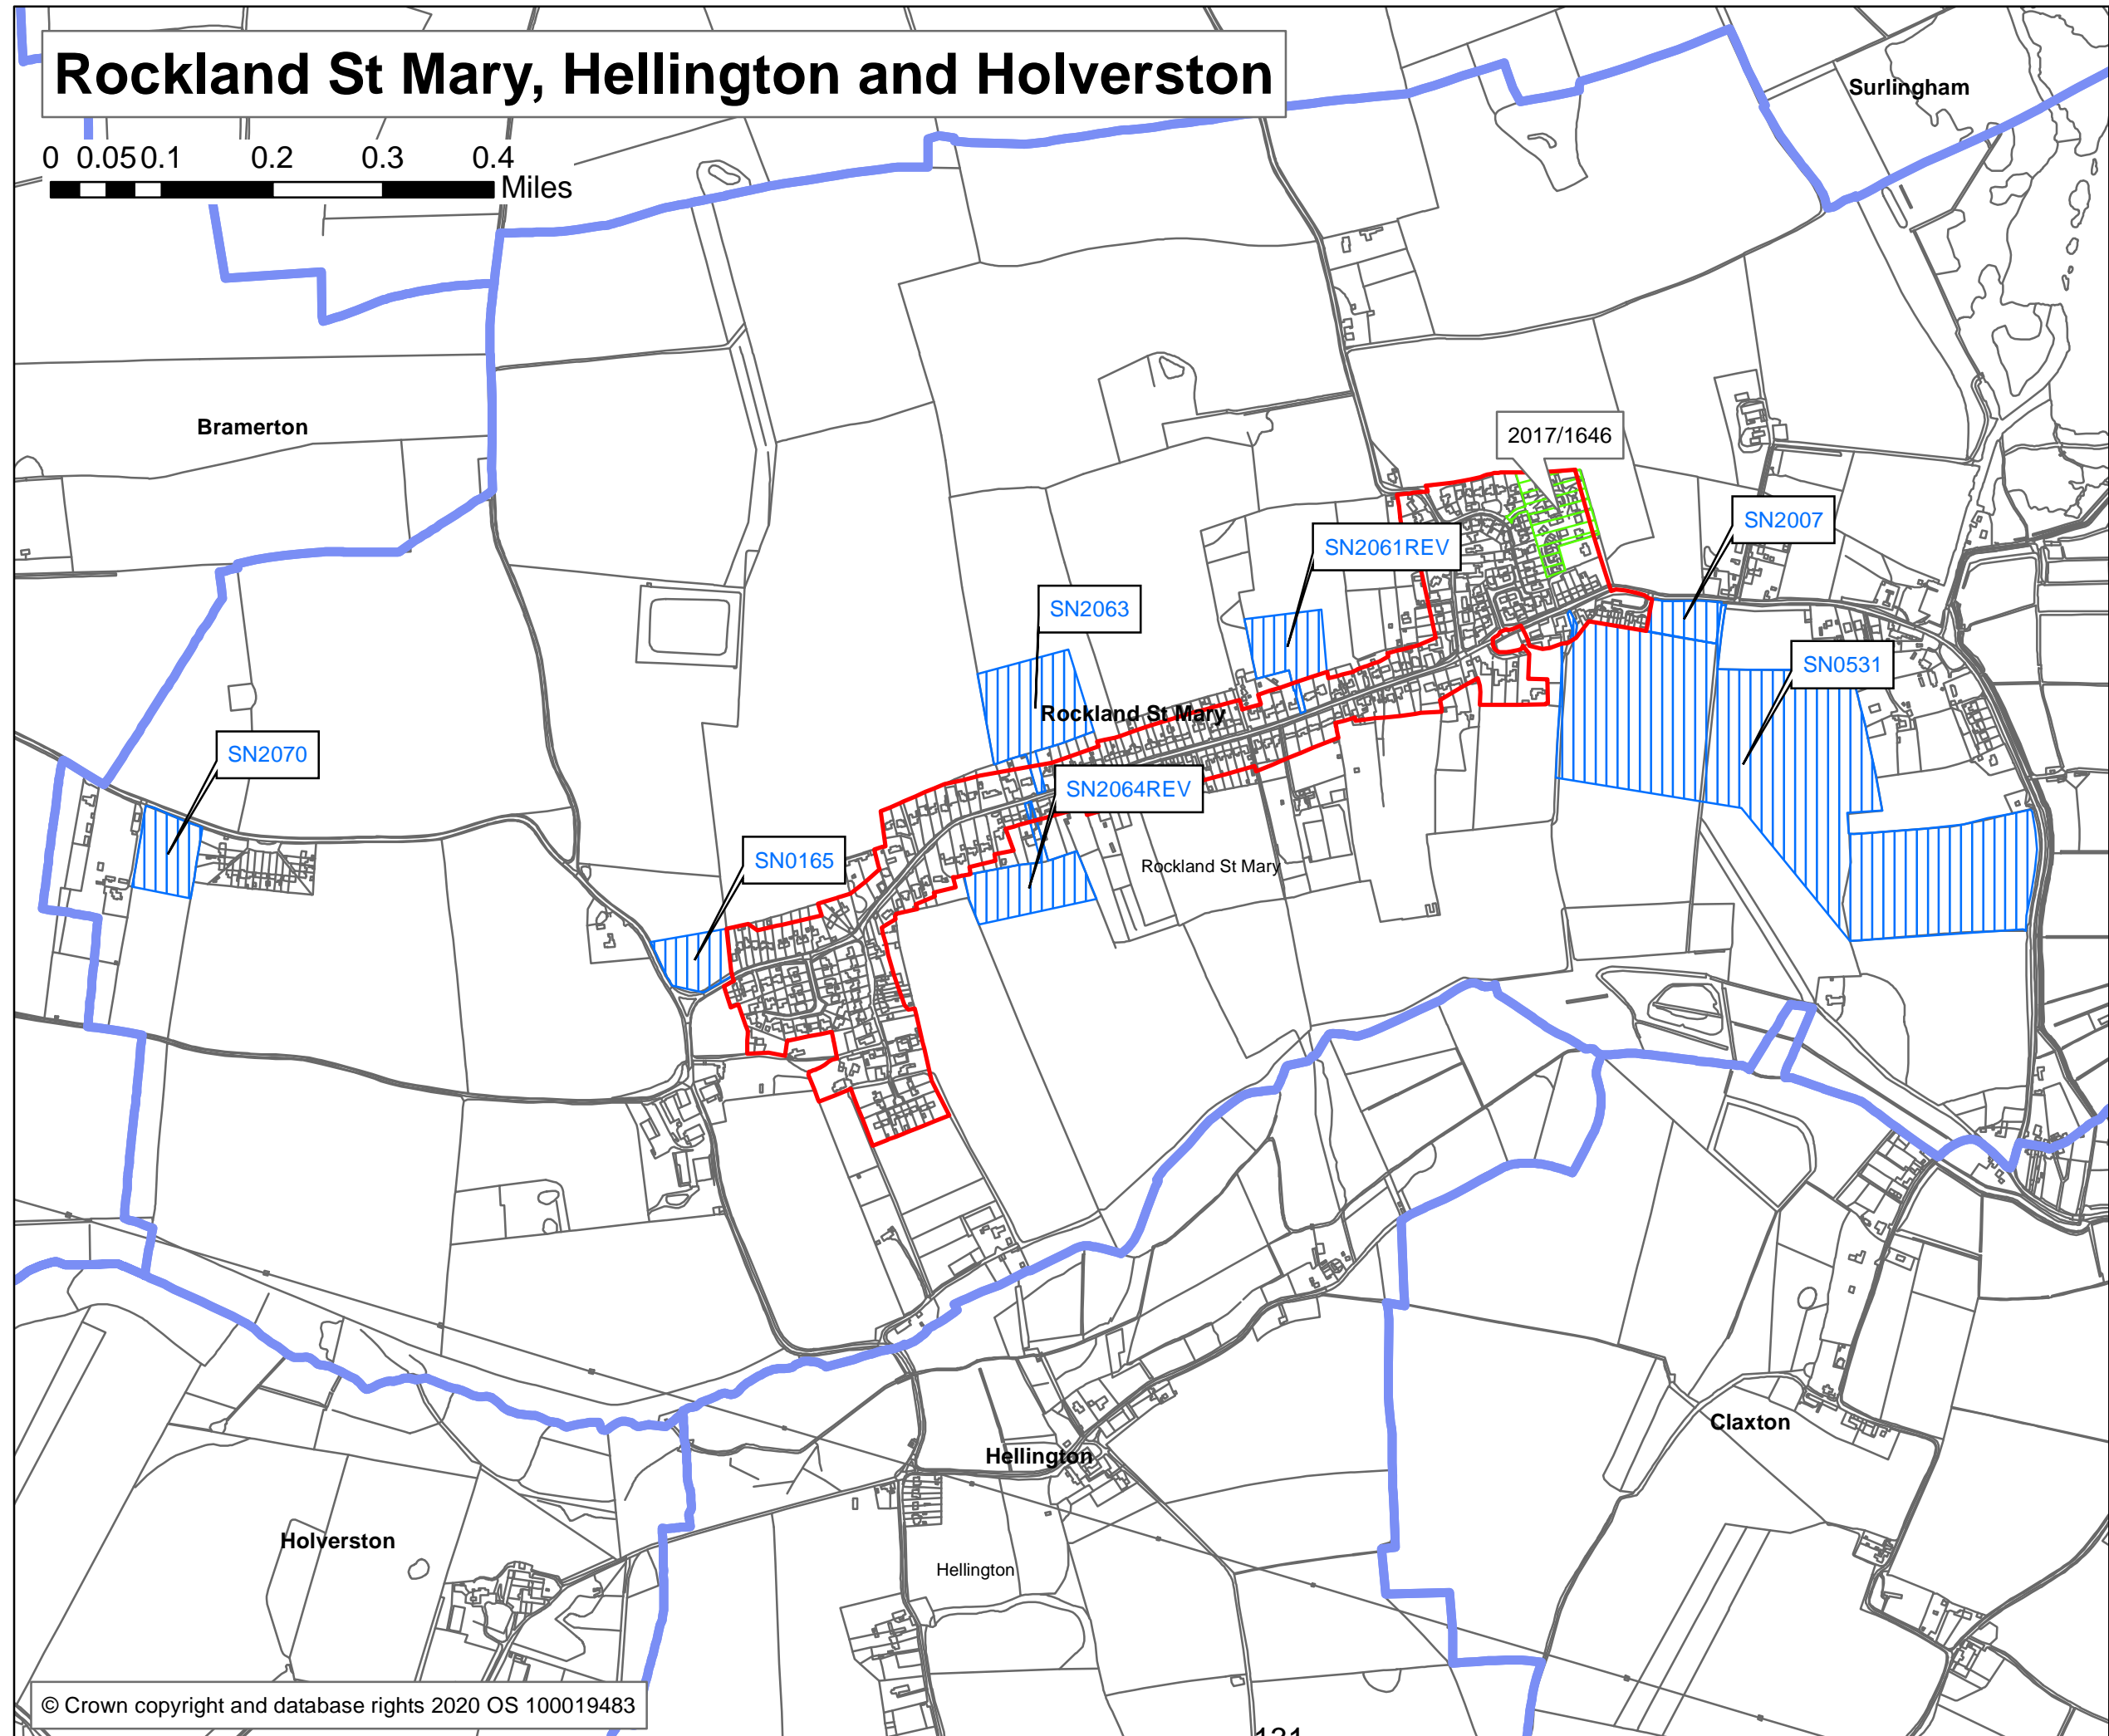 Rockland St Mary, Hellington and Holverston
Surlingham
0 0.05 0.1 0.2 0.3 0.4
Miles
Bramerton
2017/1646
SN2007
SN2061REV
SN2063
SN0531
Rockland St Mary
SN2070
SN2064REV
SN0165
Rockland St Mary
Claxton
Hellington
Holverston
Hellington
© Crown copyright and database rights 2020 OS 100019483